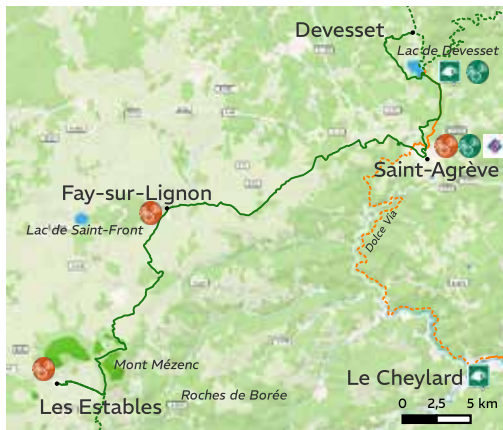 Devesset
Lac de Devesset
Saint-Agrève
Fay-sur-Lignon
Lac de Saint-Front
Dolce Via
Mont Mézenc
Le Cheylard
Roches de Borée
Les Estables
0 2,5 5 km